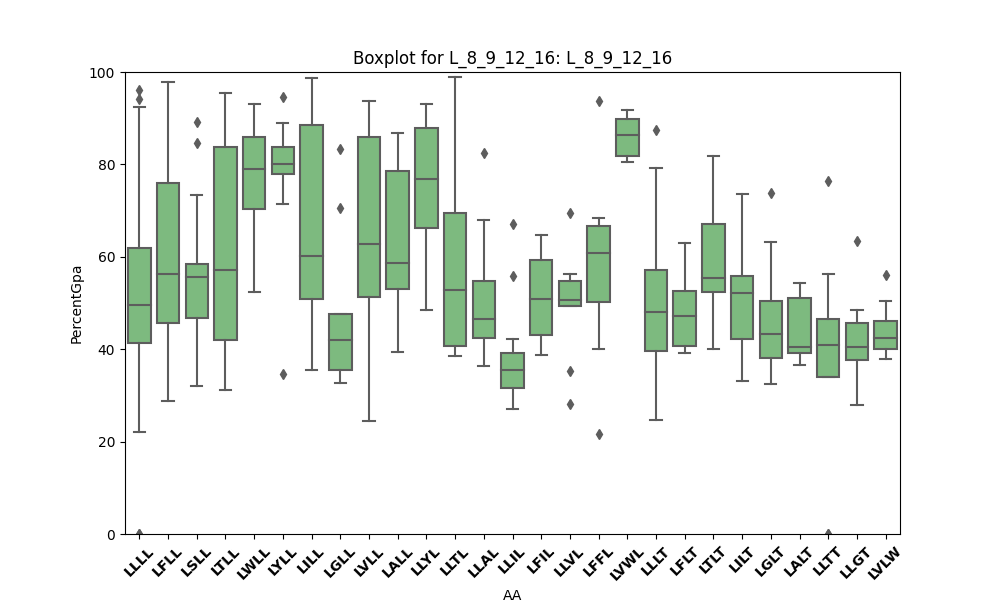 Boxplot for L_8_9_12_16: L_8_9_12_16
PercentGpa
100
80
60
40
20
0
LLLL LFLL LSLL LTLL LWLL LYLL LILL LGLL LVLL LALL LLYL LLTL LLAL LLIL LFIL LLVL LFFL LVWL LLLT LFLT LTLT LILT LGLT LALT LLTT LLGT LVLW
AA